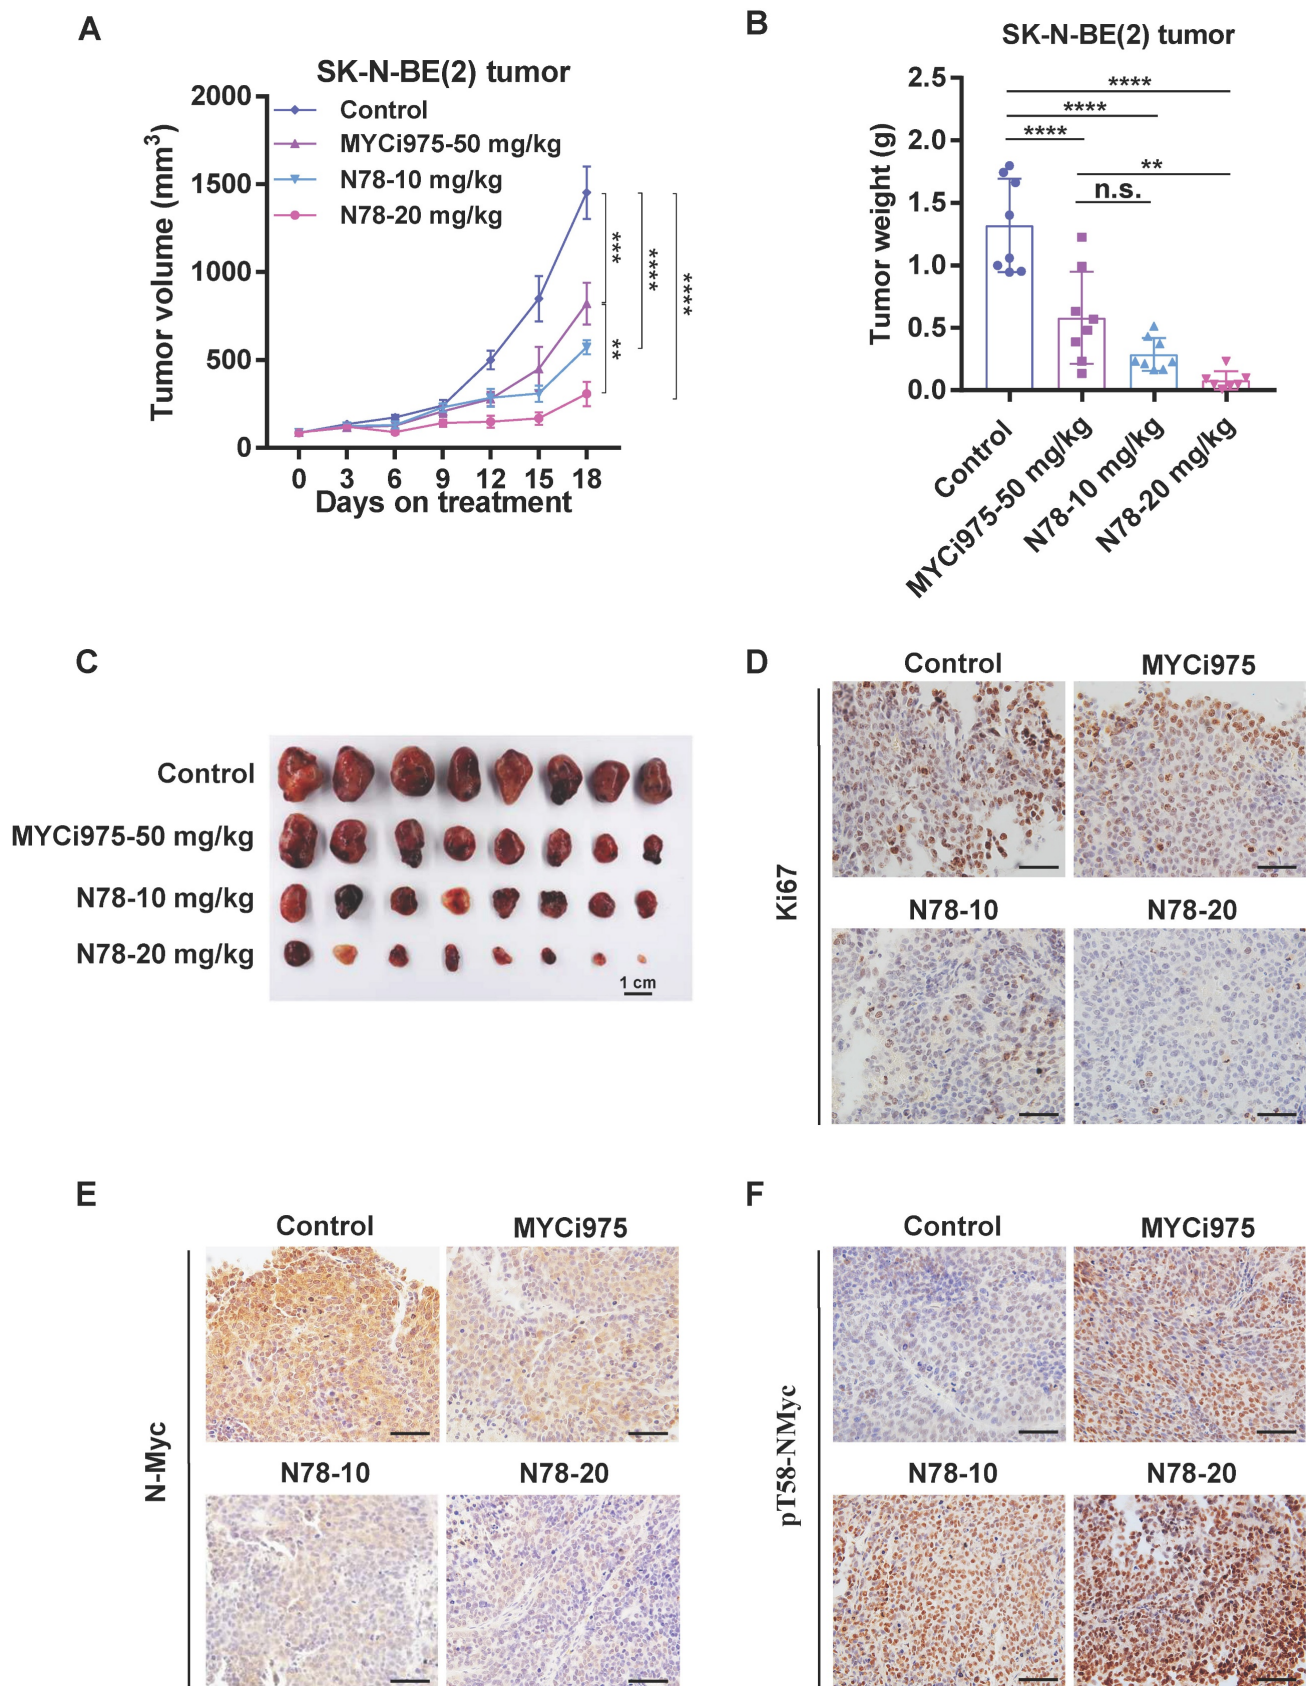 A
SK-N-BE(2) tumor
Tumor volume (mm³)
2000
1500
1000
500
0
Control
MYCi975-50 mg/kg
N78-10 mg/kg
N78-20 mg/kg
***
**
****
****
0 3 6 9 12 15 18
Days on treatment
B
SK-N-BE(2) tumor
Tumor weight (g)
2.5
2.0
1.5
1.0
0.5
0.0
****
****
****
**
n.s.
Control
MYCi975-50 mg/kg
N78-10 mg/kg
N78-20 mg/kg
C
Control
MYCi975-50 mg/kg
N78-10 mg/kg
N78-20 mg/kg
1 cm
D
Ki67
Control MYCi975
N78-10 N78-20
E
N-Myc
Control MYCi975
N78-10 N78-20
F
pT58-NMyc
Control MYCi975
N78-10 N78-20